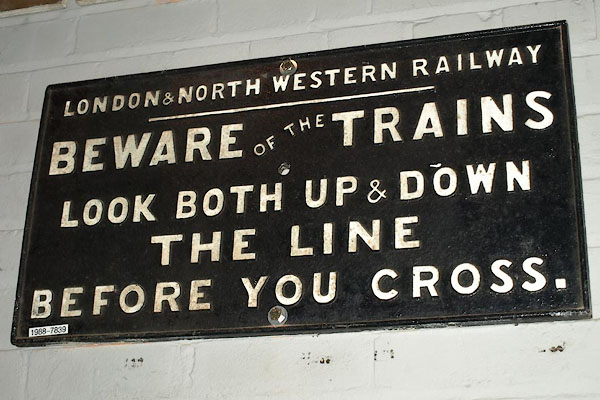 LONDON & NORTH WESTERN RAILWAY
BEWARE OF THE TRAINS
LOOK BOTH UP & DOWN
THE LINE
BEFORE YOU CROSS.
1988-7839